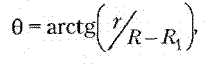 θ = arctg(r/R − R₁),